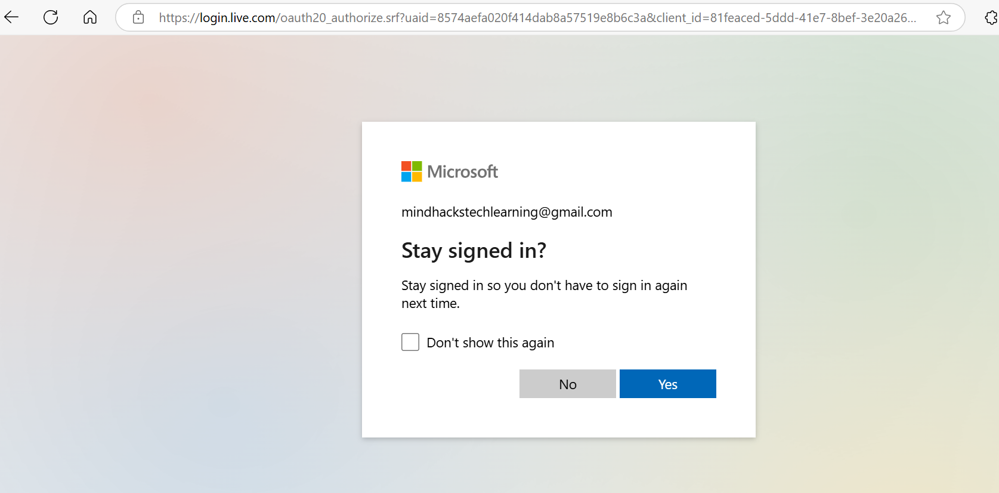 https://login.live.com/oauth20_authorize.srf?uaid=8574aefa020f414dab8a57519e8b6c3a&client_id=81feaced-5ddd-41e7-8bef-3e20a26...
Microsoft
mindhackstechlearning@gmail.com
Stay signed in?
Stay signed in so you don't have to sign in again
next time.
Don't show this again
No Yes